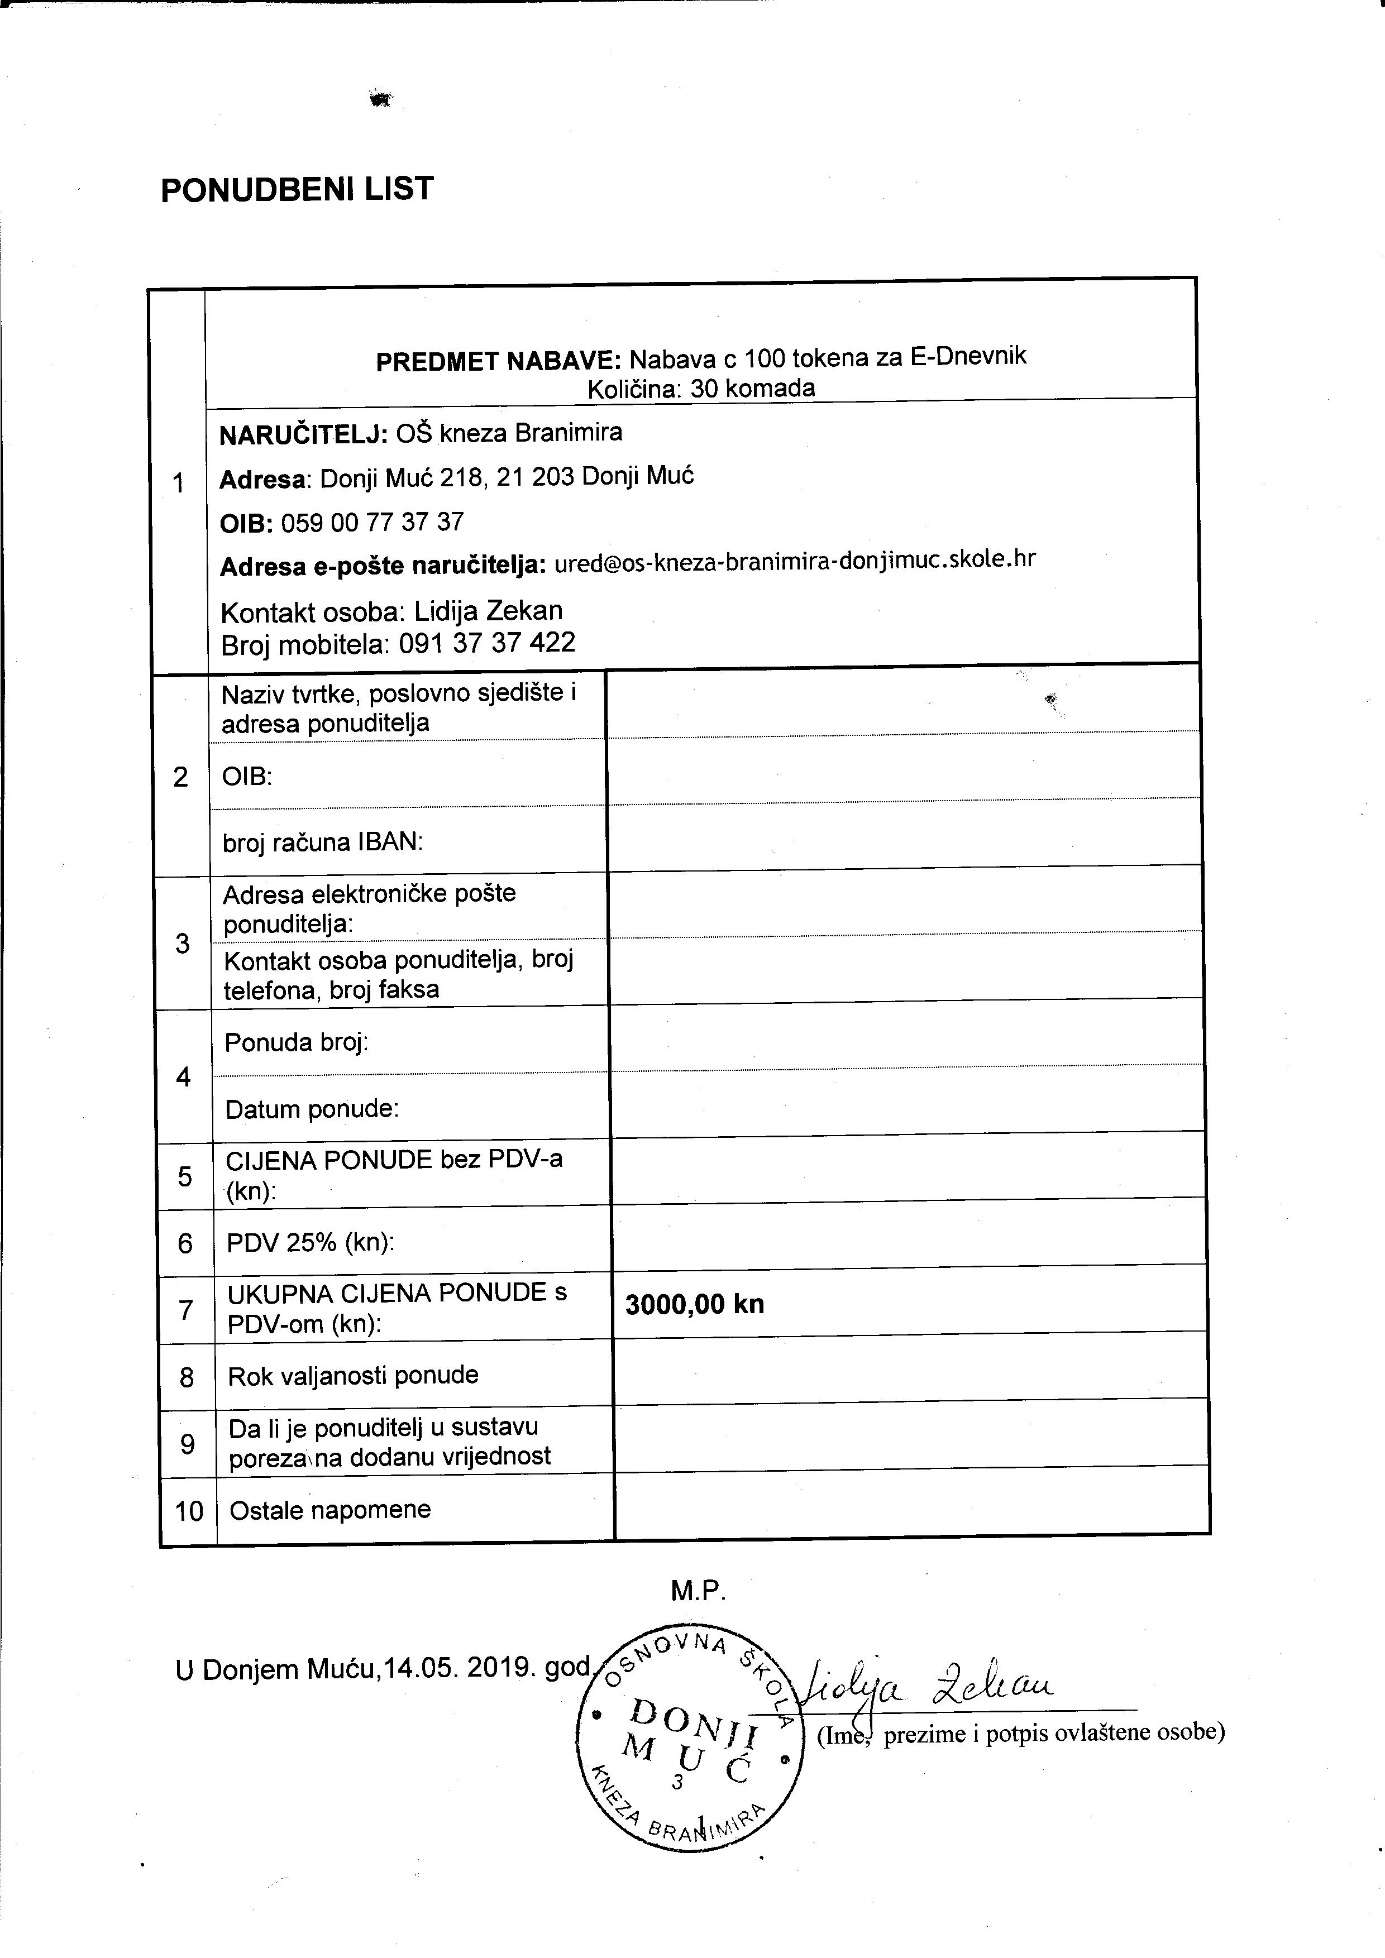 PONUDBENI LIST
PREDMET NABAVE: Nabava c 100 tokena za E-Dnevnik
Količina: 30 komada
1
NARUČITELJ: OŠ kneza Branimira
Adresa: Donji Muć 218, 21 203 Donji Muć
OIB: 059 00 77 37 37
Adresa e-pošte naručitelja: ured@os-kneza-branimira-donjimuc.skole.hr
Kontakt osoba: Lidija Zekan
Broj mobitela: 091 37 37 422
2
Naziv tvrtke, poslovno sjedište i
adresa ponuditelja
OIB:
broj računa IBAN:
3
Adresa elektroničke pošte
ponuditelja:
Kontakt osoba ponuditelja, broj
telefona, broj faksa
4
Ponuda broj:
Datum ponude:
5
CIJENA PONUDE bez PDV-a
(kn):
6 PDV 25% (kn):
7
UKUPNA CIJENA PONUDE s
PDV-om (kn):
3000,00 kn
8 Rok valjanosti ponude
9
Da li je ponuditelj u sustavu
poreza na dodanu vrijednost
10 Ostale napomene
M.P.
U Donjem Muću,14.05. 2019. god.
OSNOVNA ŠKOLA
DONJI
MUĆ
3
KNEZA BRANIMIRA
1
Lidija Zekan
(Ime, prezime i potpis ovlaštene osobe)